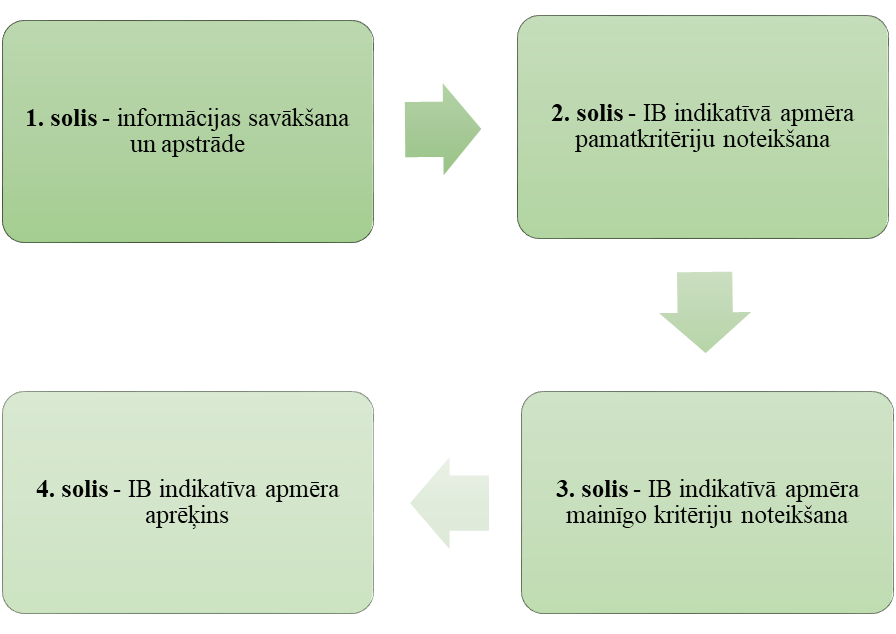 1. solis - informācijas savākšana
un apstrāde
2. solis - IB indikatīvā apmēra
pamatkritēriju noteikšana
3. solis - IB indikatīvā apmēra
mainīgo kritēriju noteikšana
4. solis - IB indikatīva apmēra
aprēķins